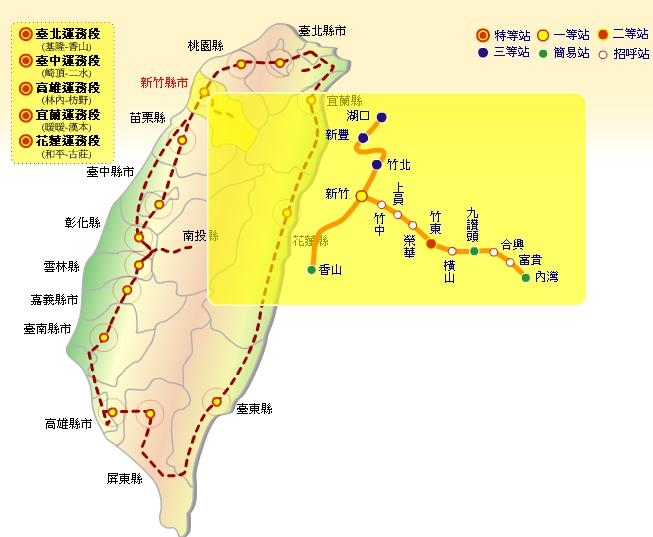 臺北運務段
(基隆-香山)
臺中運務段
(崎頂-二水)
高雄運務段
(林內-枋野)
宜蘭運務段
(暖暖-漢本)
花蓮運務段
(和平-古莊)
特等站 一等站 二等站
三等站 簡易站 招呼站
臺北縣市
桃園縣
新竹縣市
宜蘭縣
苗栗縣
臺中縣市
彰化縣
南投縣
花蓮縣
雲林縣
嘉義縣市
臺南縣市
臺東縣
高雄縣市
屏東縣
湖口
新豐
竹北
新竹
上員
竹中
榮華
竹東
橫山
九讚頭
合興
富貴
內灣
香山